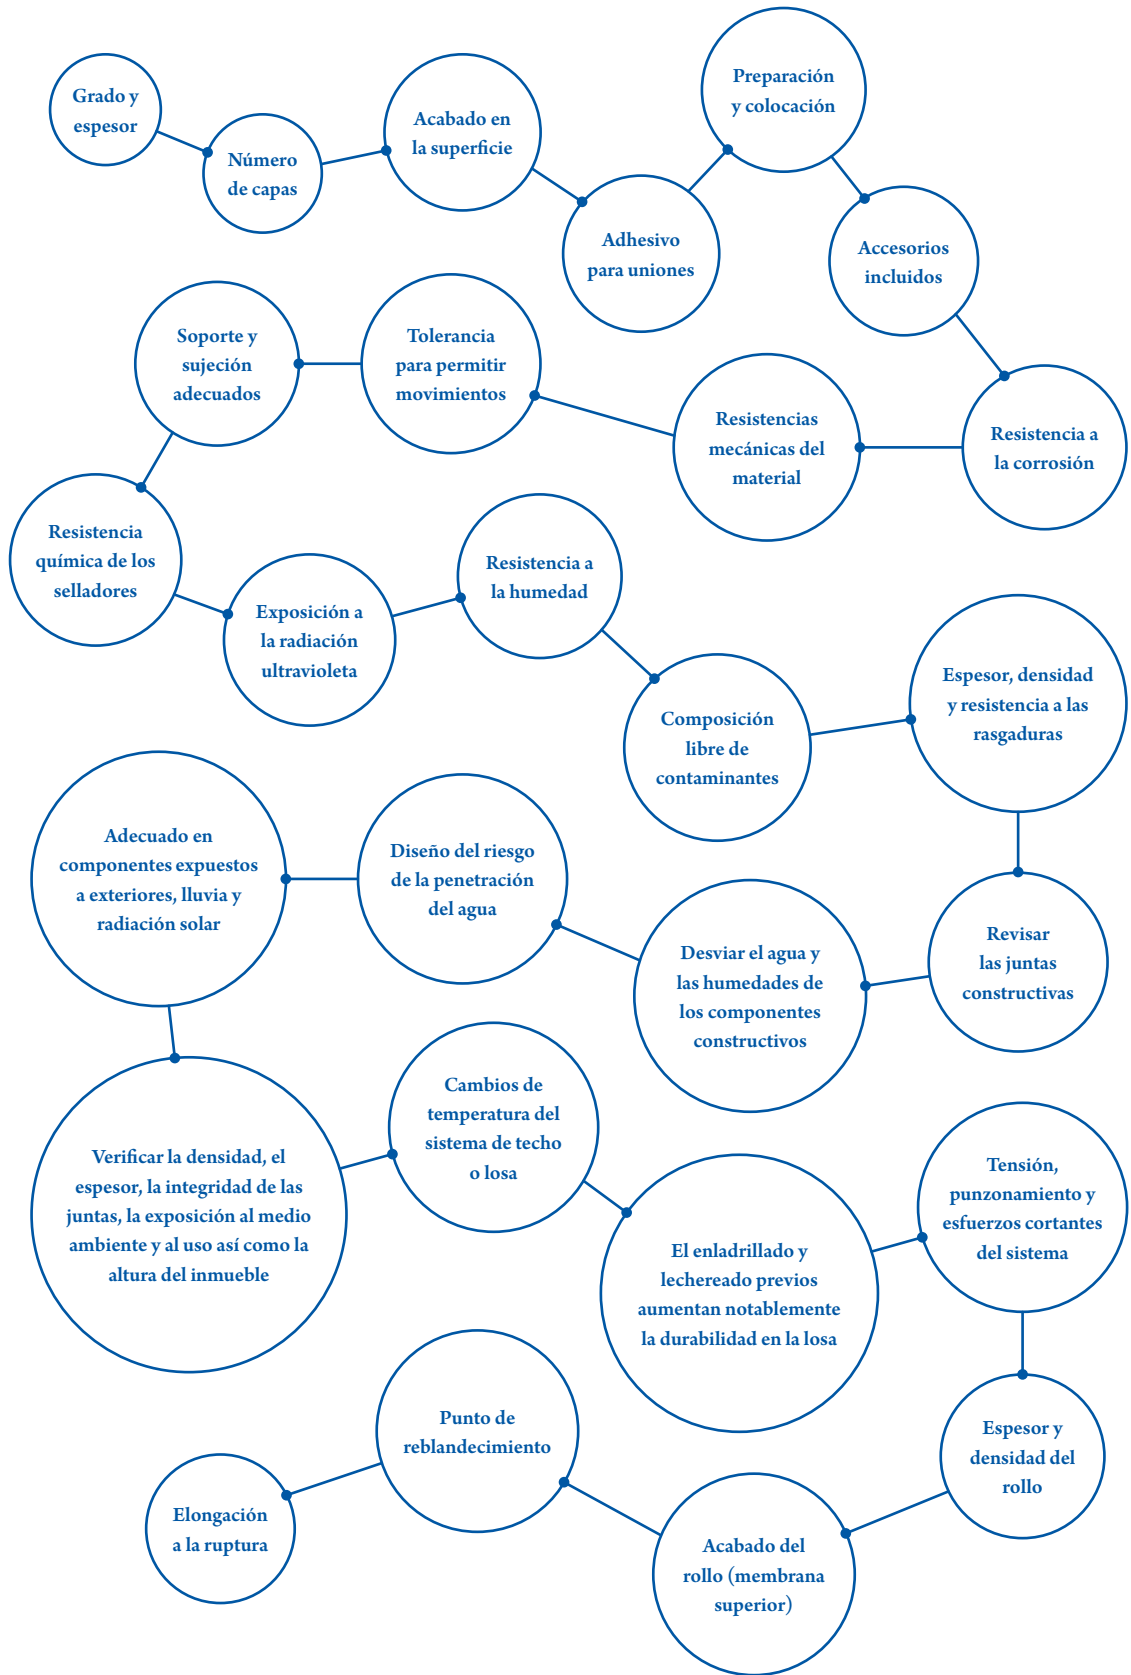 Grado y
espesor
Número
de capas
Acabado en
la superficie
Adhesivo
para uniones
Preparación
y colocación
Accesorios
incluidos
Resistencia a
la corrosión
Resistencias
mecánicas del
material
Tolerancia
para permitir
movimientos
Soporte y
sujeción
adecuados
Resistencia
química de los
selladores
Exposición a
la radiación
ultravioleta
Resistencia a
la humedad
Composición
libre de
contaminantes
Espesor, densidad
y resistencia a las
rasgaduras
Revisar
las juntas
constructivas
Desviar el agua y
las humedades de
los componentes
constructivos
Diseño del riesgo
de la penetración
del agua
Adecuado en
componentes expuestos
a exteriores, lluvia y
radiación solar
Verificar la densidad, el
espesor, la integridad de las
juntas, la exposición al medio
ambiente y al uso así como la
altura del inmueble
Cambios de
temperatura del
sistema de techo
o losa
El enladrillado y
lechereado previos
aumentan notablemente
la durabilidad en la losa
Tensión,
punzonamiento y
esfuerzos cortantes
del sistema
Espesor y
densidad del
rollo
Acabado del
rollo (membrana
superior)
Punto de
reblandecimiento
Elongación
a la ruptura